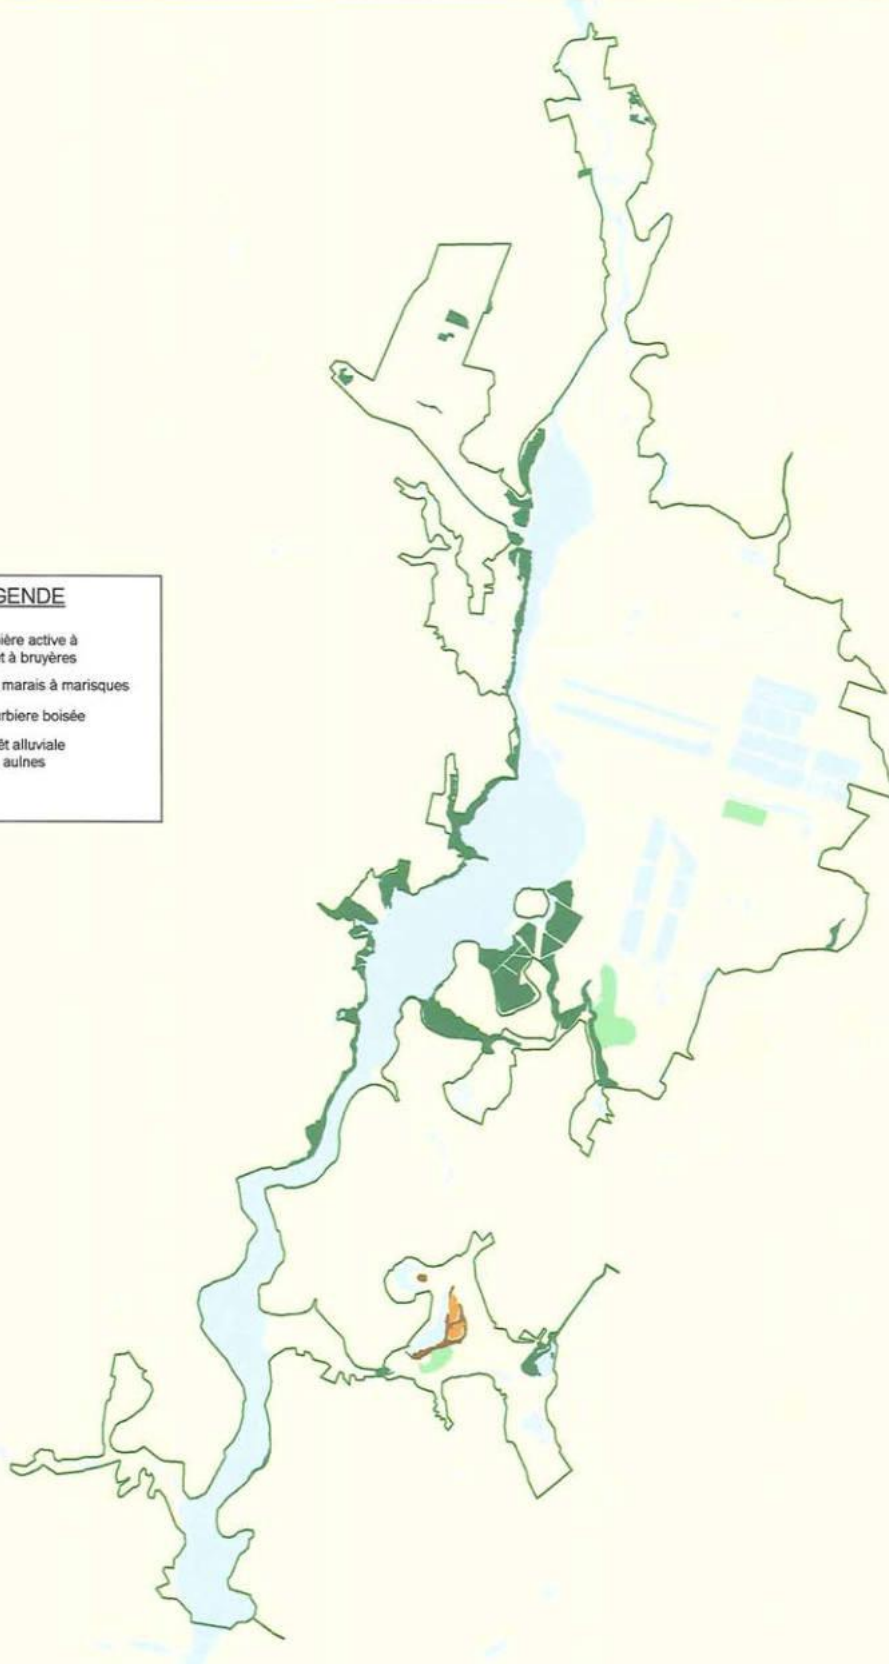 GENDE
ière active à
t à bruyères
marais à marisques
rbiere boisée
êt alluviale
aulnes